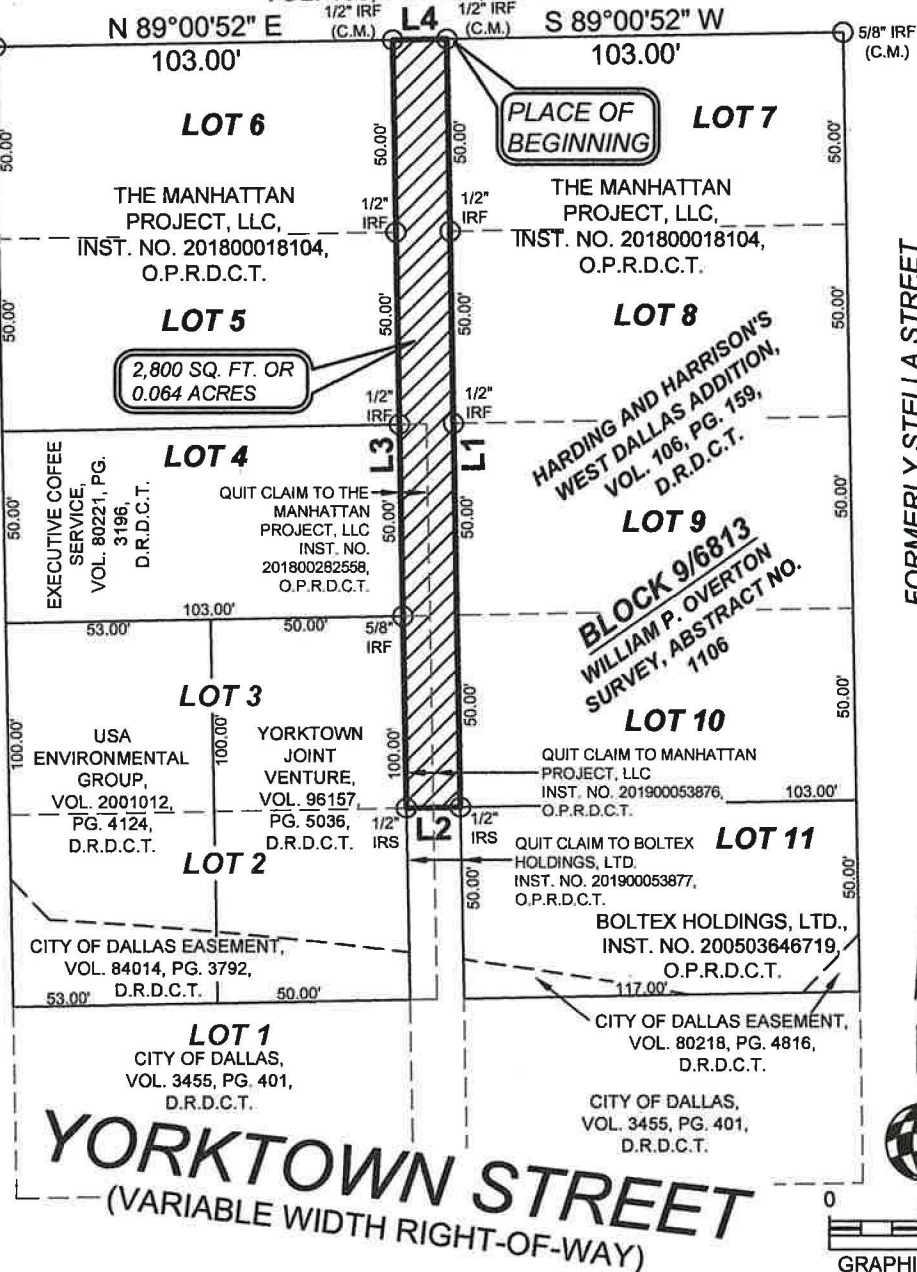 1/2" IRF
(C.M.)
L4
1/2" IRF
(C.M.)
N 89°00'52" E
103.00'
S 89°00'52" W
103.00'
5/8" IRF
(C.M.)
PLACE OF
BEGINNING
LOT 6
LOT 7
50.00'
50.00'
50.00'
50.00'
THE MANHATTAN
PROJECT, LLC,
INST. NO. 201800018104,
O.P.R.D.C.T.
1/2"
IRF
1/2"
IRF
THE MANHATTAN
PROJECT, LLC,
INST. NO. 201800018104,
O.P.R.D.C.T.
LOT 5
LOT 8
50.00'
50.00'
50.00'
50.00'
2,800 SQ. FT. OR
0.064 ACRES
1/2"
IRF
1/2"
IRF
HARDING AND HARRISON'S
WEST DALLAS ADDITION,
VOL. 106, PG. 159,
D.R.D.C.T.
FORMERLY STELLA STREET
LOT 4
L3
L1
50.00'
EXECUTIVE COFEE
SERVICE,
VOL. 80221, PG.
3196,
D.R.D.C.T.
QUIT CLAIM TO THE
MANHATTAN
PROJECT, LLC
INST. NO.
201800282558,
O.P.R.D.C.T.
50.00'
50.00'
50.00'
LOT 9
BLOCK 9/6813
WILLIAM P. OVERTON
SURVEY, ABSTRACT NO.
1106
103.00'
53.00'
50.00'
5/8"
IRF
LOT 3
LOT 10
100.00'
100.00'
100.00'
50.00'
50.00'
USA
ENVIRONMENTAL
GROUP,
VOL. 2001012,
PG. 4124,
D.R.D.C.T.
YORKTOWN
JOINT
VENTURE,
VOL. 96157,
PG. 5036,
D.R.D.C.T.
QUIT CLAIM TO MANHATTAN
PROJECT, LLC
INST. NO. 201900053876,
O.P.R.D.C.T.
103.00'
1/2"
IRS
L2
1/2"
IRS
LOT 2
LOT 11
QUIT CLAIM TO BOLTEX
HOLDINGS, LTD.
INST. NO. 201900053877,
O.P.R.D.C.T.
50.00'
50.00'
BOLTEX HOLDINGS, LTD.,
INST. NO. 200503646719,
O.P.R.D.C.T.
CITY OF DALLAS EASEMENT,
VOL. 84014, PG. 3792,
D.R.D.C.T.
53.00'
50.00'
117.00'
LOT 1
CITY OF DALLAS,
VOL. 3455, PG. 401,
D.R.D.C.T.
CITY OF DALLAS EASEMENT,
VOL. 80218, PG. 4816,
D.R.D.C.T.
CITY OF DALLAS,
VOL. 3455, PG. 401,
D.R.D.C.T.
YORKTOWN STREET
(VARIABLE WIDTH RIGHT-OF-WAY)
0
GRAPHI